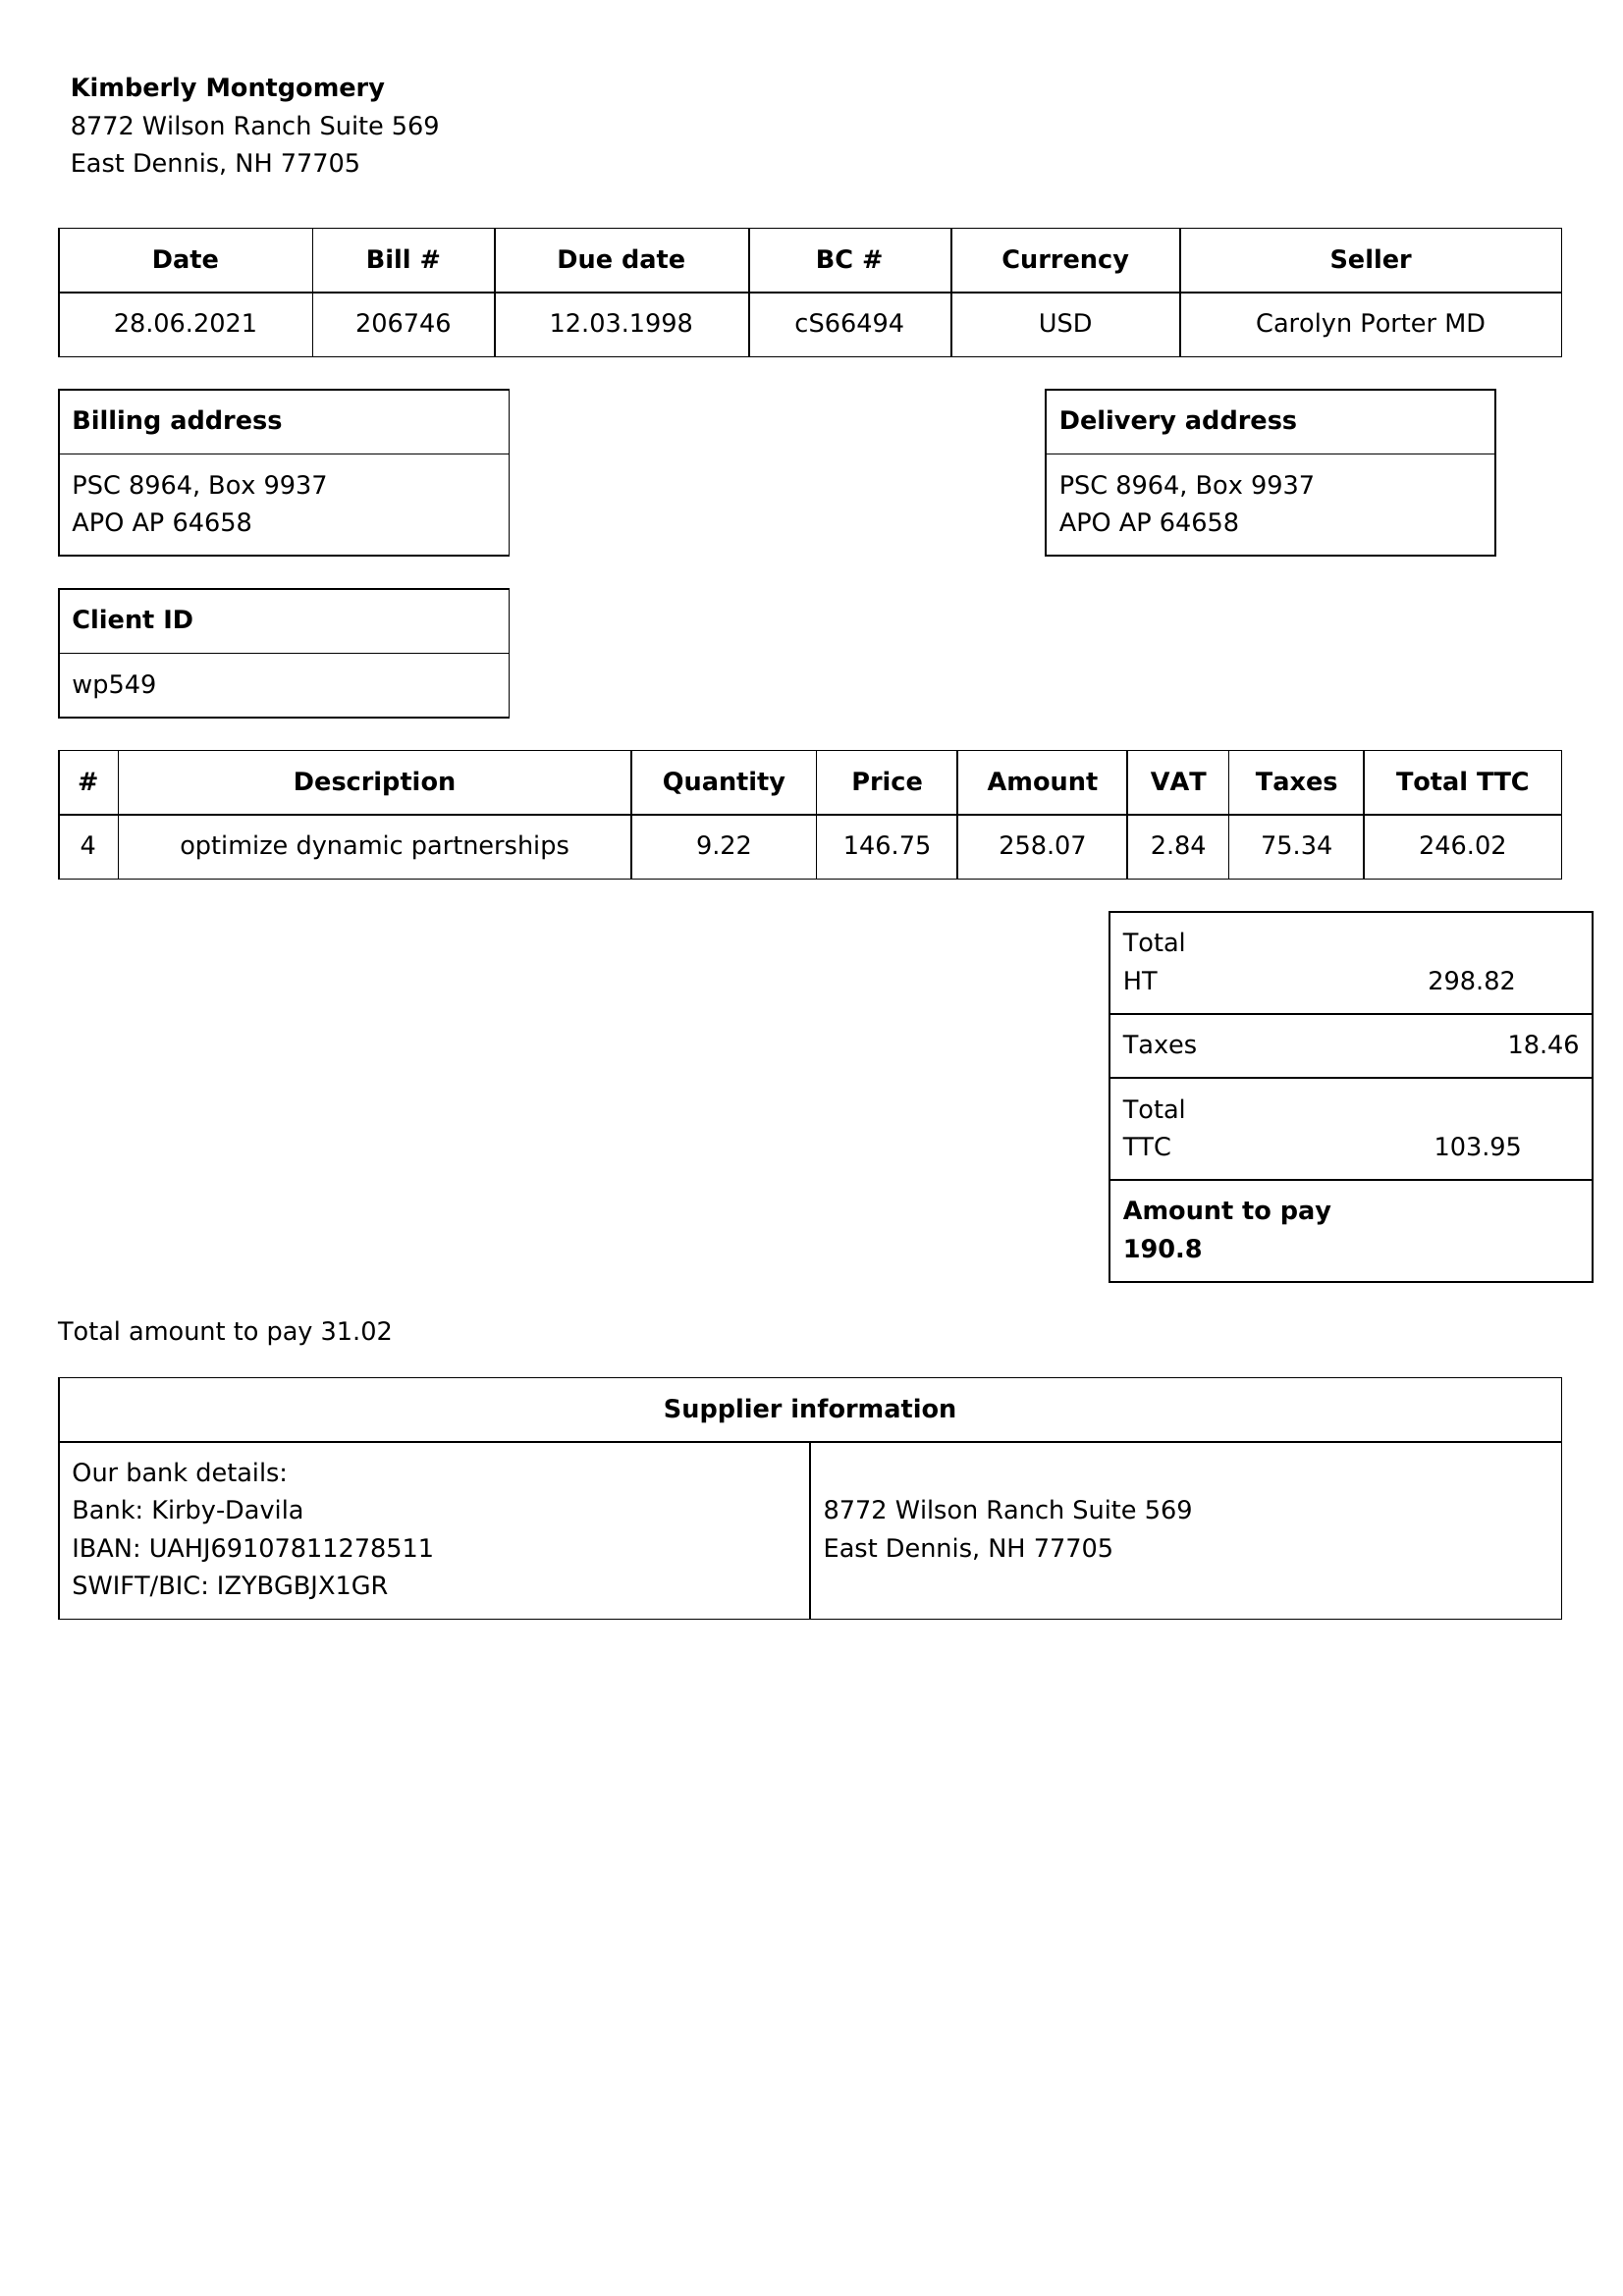 Kimberly Montgomery
8772 Wilson Ranch Suite 569
East Dennis, NH 77705
Date Bill # Due date BC # Currency Seller
28.06.2021 206746 12.03.1998 cS66494 USD Carolyn Porter MD
Billing address
PSC 8964, Box 9937
APO AP 64658
Delivery address
PSC 8964, Box 9937
APO AP 64658
Client ID
wp549
# Description Quantity Price Amount VAT Taxes Total TTC
4 optimize dynamic partnerships 9.22 146.75 258.07 2.84 75.34 246.02
Total
HT 298.82
Taxes 18.46
Total
TTC 103.95
Amount to pay
190.8
Total amount to pay 31.02
Supplier information
Our bank details:
Bank: Kirby-Davila
IBAN: UAHJ69107811278511
SWIFT/BIC: IZYBGBJX1GR
8772 Wilson Ranch Suite 569
East Dennis, NH 77705